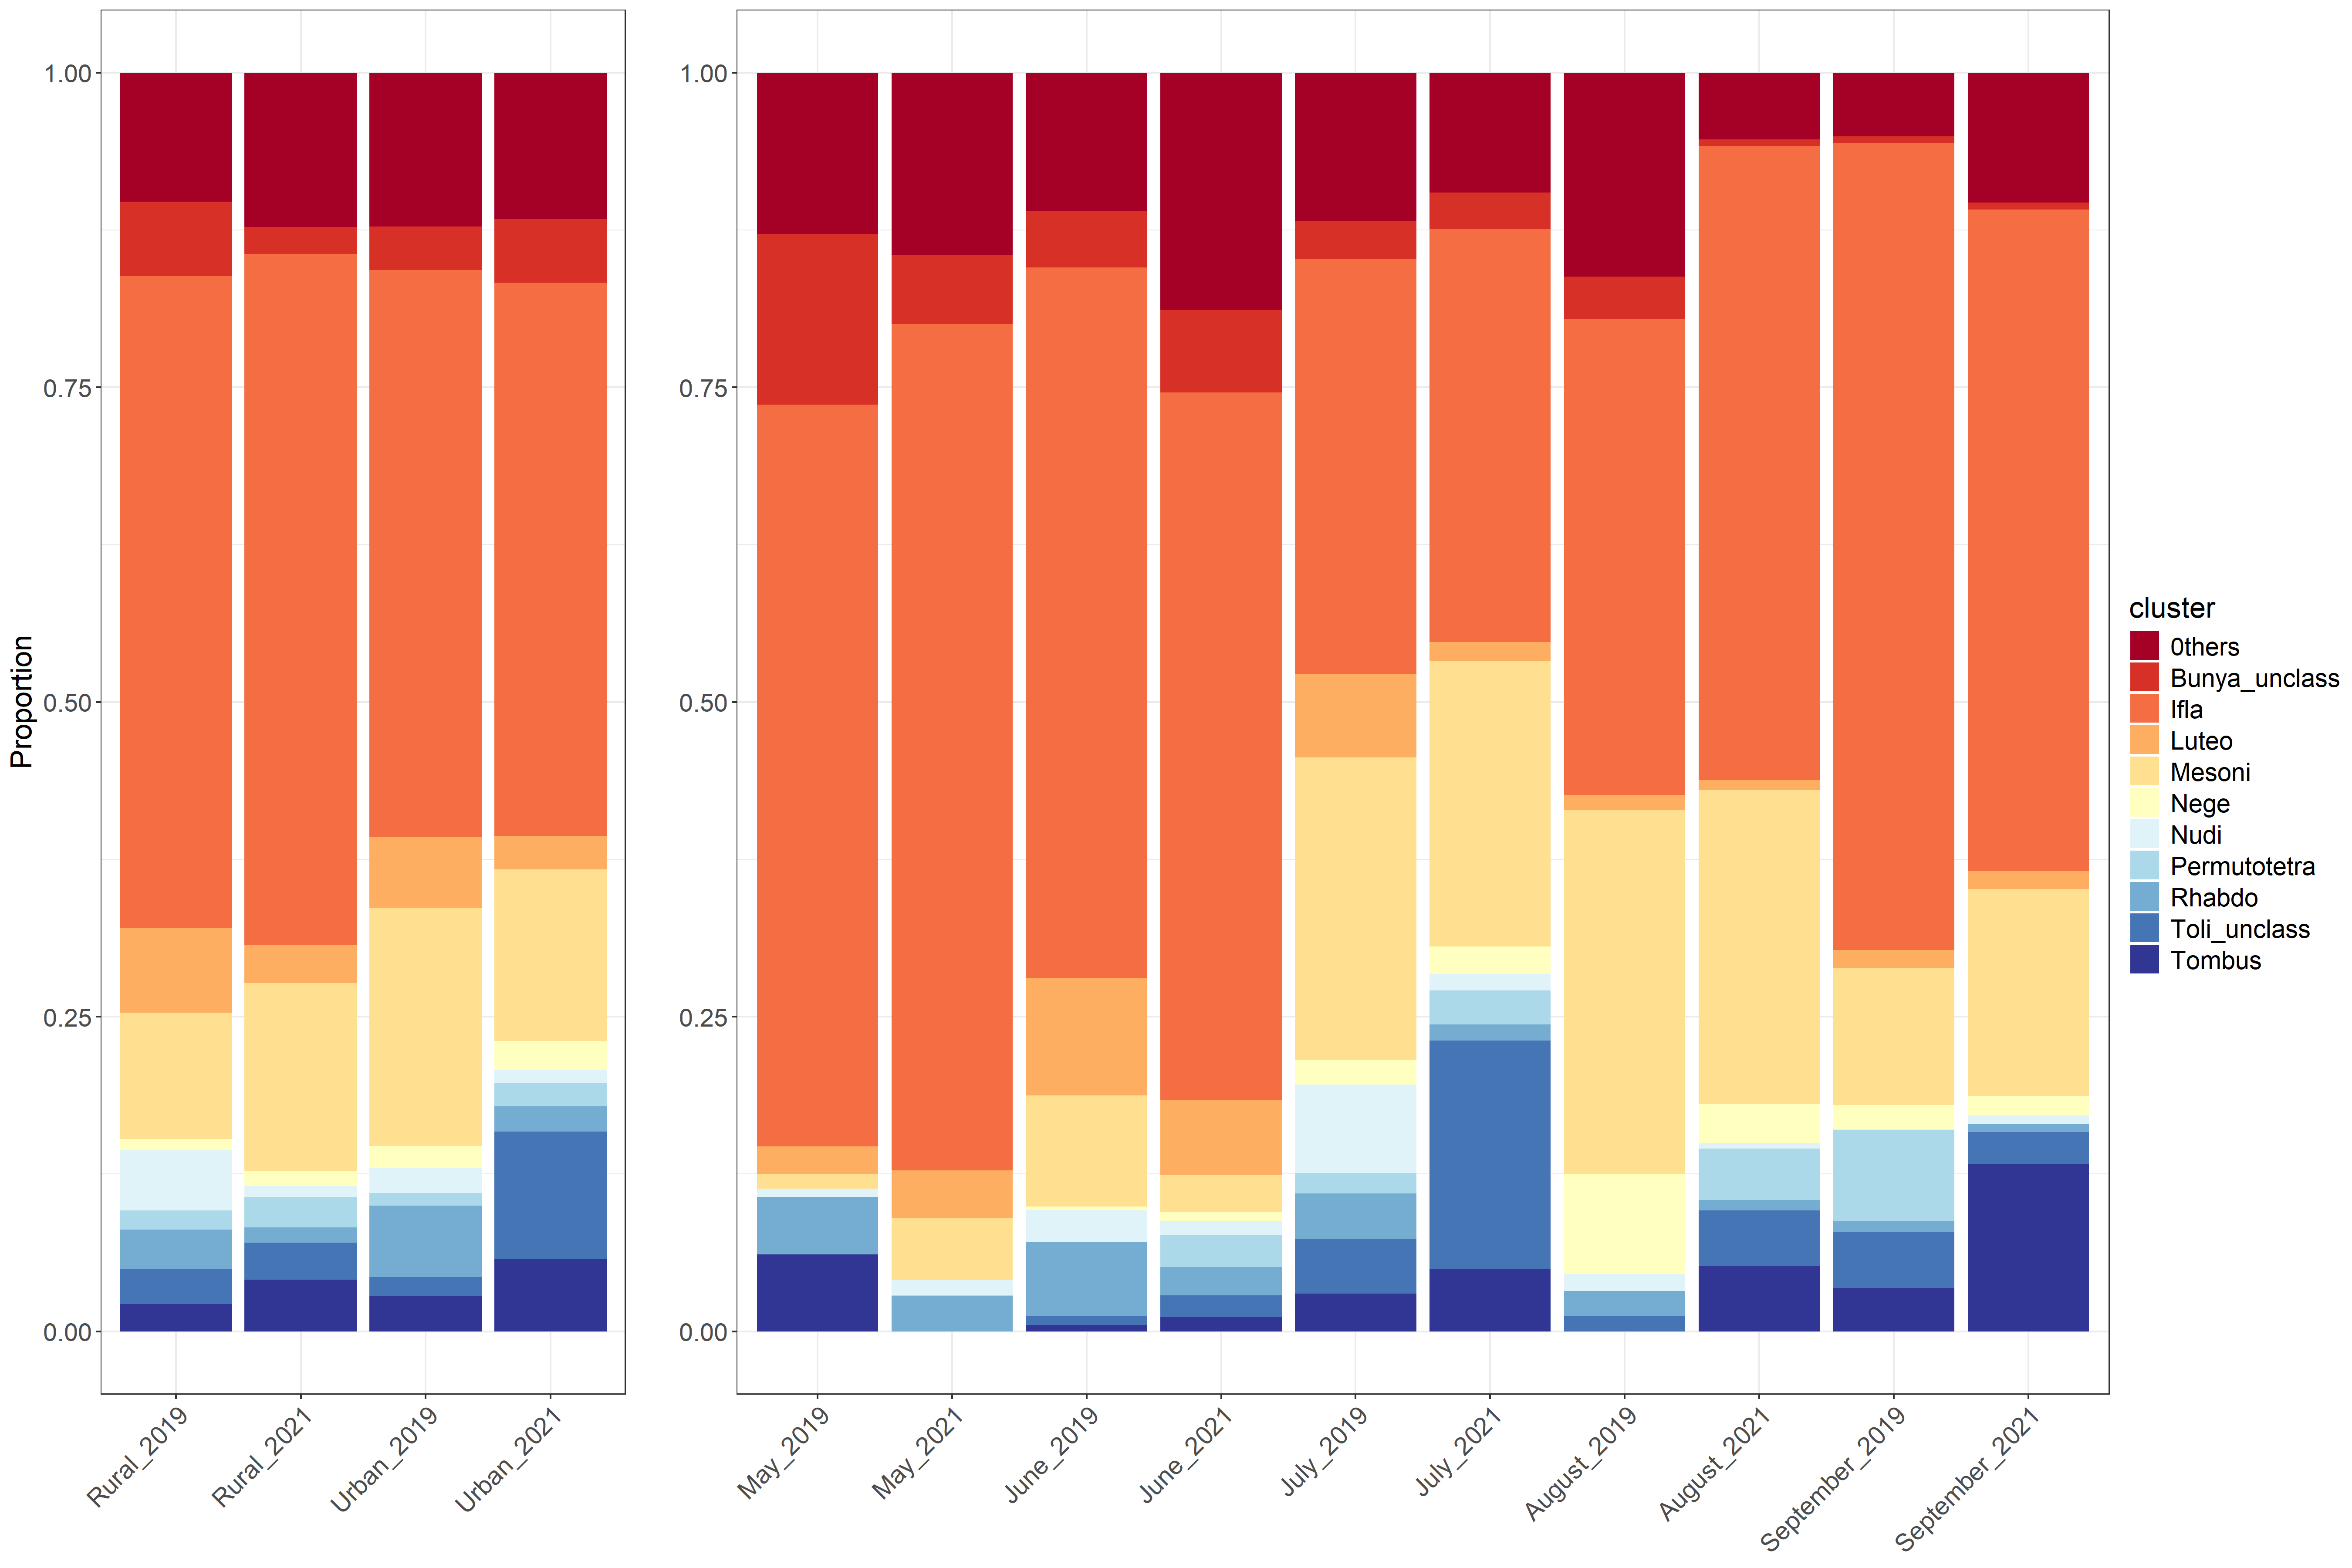 Proportion
1.00
0.75
0.50
0.25
0.00
Rural_2019
Rural_2021
Urban_2019
Urban_2021
1.00
0.75
0.50
0.25
0.00
May_2019
May_2021
June_2019
June_2021
July_2019
July_2021
August_2019
August_2021
September_2019
September_2021
cluster
0thers
Bunya_unclass
Ifla
Luteo
Mesoni
Nege
Nudi
Permutotetra
Rhabdo
Toli_unclass
Tombus